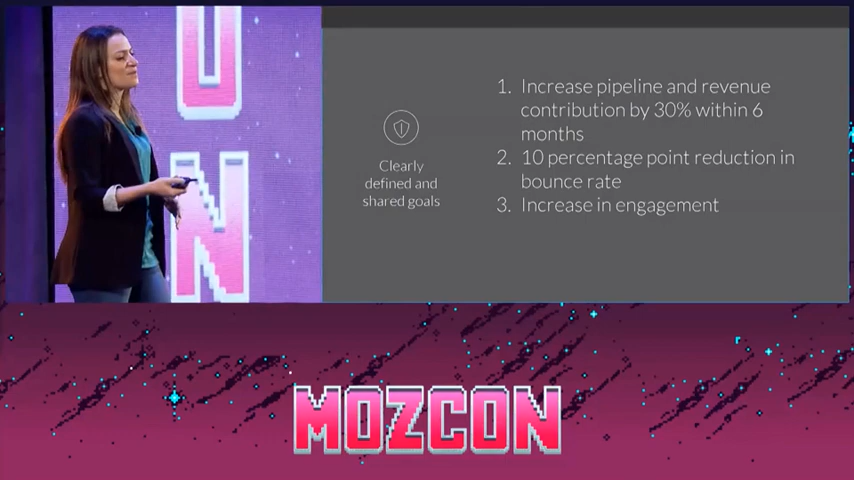 U
N
Clearly
defined and
shared goals
1. Increase pipeline and revenue
contribution by 30% within 6
months
2. 10 percentage point reduction in
bounce rate
3. Increase in engagement
MOZCON